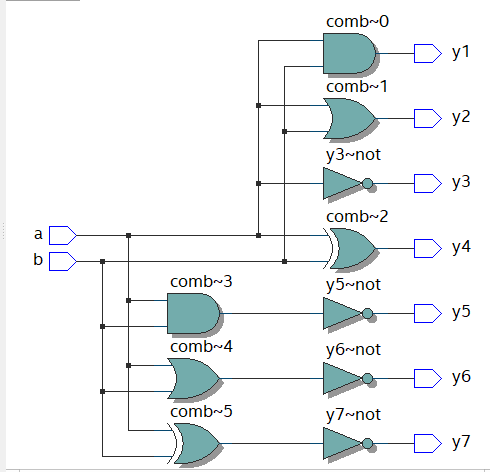 comb~0
y1
comb~1
y2
y3~not
y3
comb~2
a
y4
b
comb~3
y5~not
y5
comb~4
y6~not
y6
comb~5
y7~not
y7